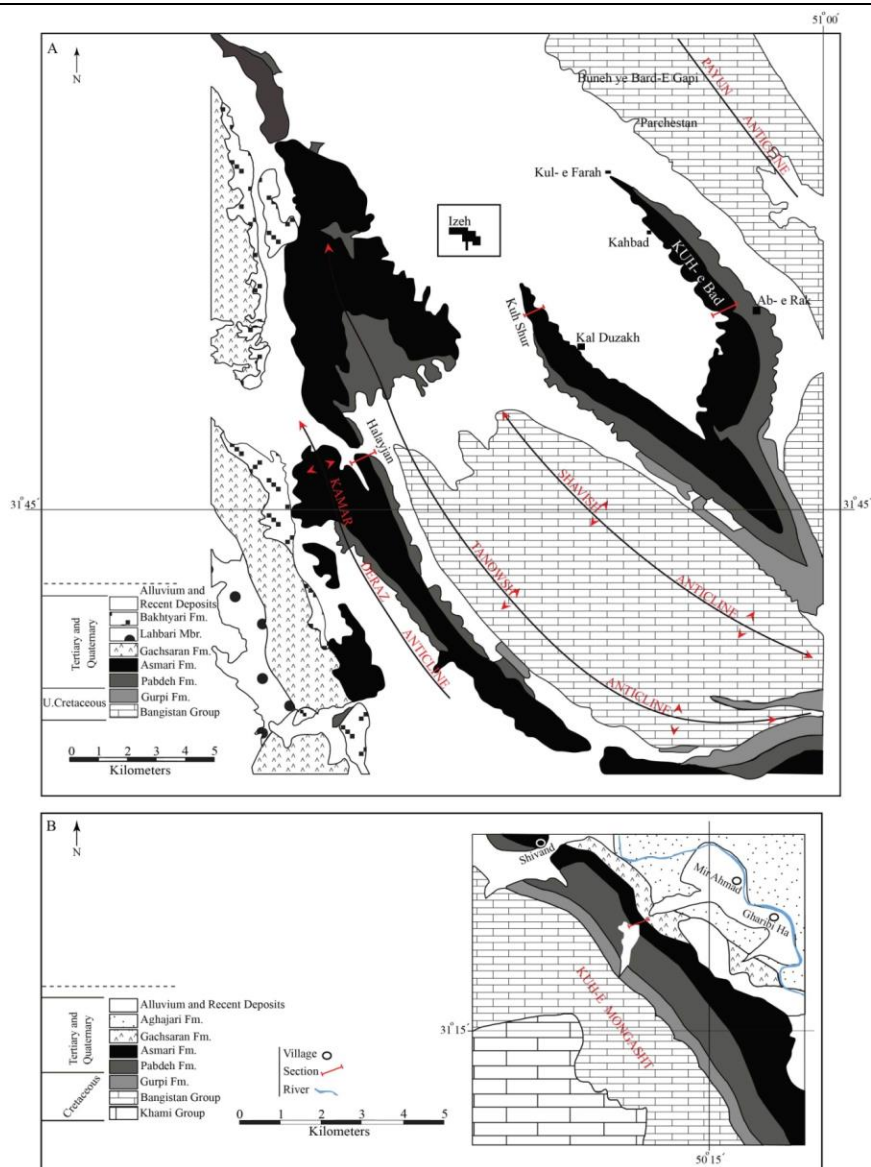 51°00′
A
N
PAYUN
ANTICLINE
Buneh ye Bard-E Gapi
Parchestan
Kul- e Farah
Izeh
Kahbad
KUH- e Bad
Ab- e Rak
Kuh Shur
Kal Duzakh
Halayjan
31°45′
31°45′
KAMAR
DERAZ
ANTICLINE
SHAVISH
ANTICLINE
TANOWSH
ANTICLINE
Tertiary and
Quaternary
U.Cretaceous
Alluvium and
Recent Deposits
Bakhtyari Fm.
Lahbari Mbr.
Gachsaran Fm.
Asmari Fm.
Pabdeh Fm.
Gurpi Fm.
Bangistan Group
0 1 2 3 4 5
Kilometers
B
N
Shivand
Mir Ahmad
Gharibi Ha
KUH-E MONGASHT
31°15′
50°15′
Tertiary and
Quaternary
Cretaceous
Alluvium and Recent Deposits
Aghajari Fm.
Gachsaran Fm.
Asmari Fm.
Pabdeh Fm.
Gurpi Fm.
Bangistan Group
Khami Group
Village
Section
River
0 1 2 3 4 5
Kilometers